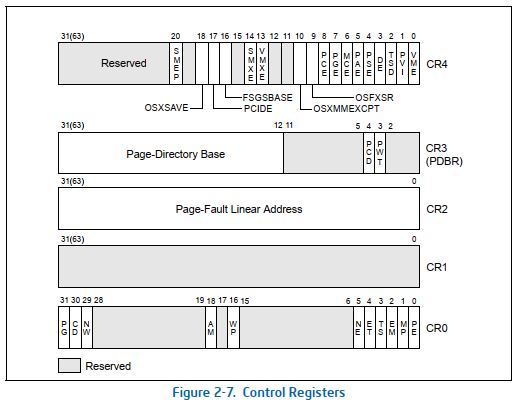 31(63) 20 18 17 16 15 14 13 12 11 10 9 8 7 6 5 4 3 2 1 0
Reserved SMEP SMXE VMXE PCE PGE MCE PAE PSE DE TSD PVI VME CR4
OSXSAVE PCIDE FSGSBASE OSXMMEXCPT OSFXSR
31(63) 12 11 5 4 3 2
Page-Directory Base PCD PWT CR3
(PDBR)
31(63) 0
Page-Fault Linear Address CR2
31(63) 0
CR1
31 30 29 28 19 18 17 16 15 6 5 4 3 2 1 0
PG CD NW AM WP NE ET TS EM MP PE CR0
Reserved
Figure 2-7. Control Registers